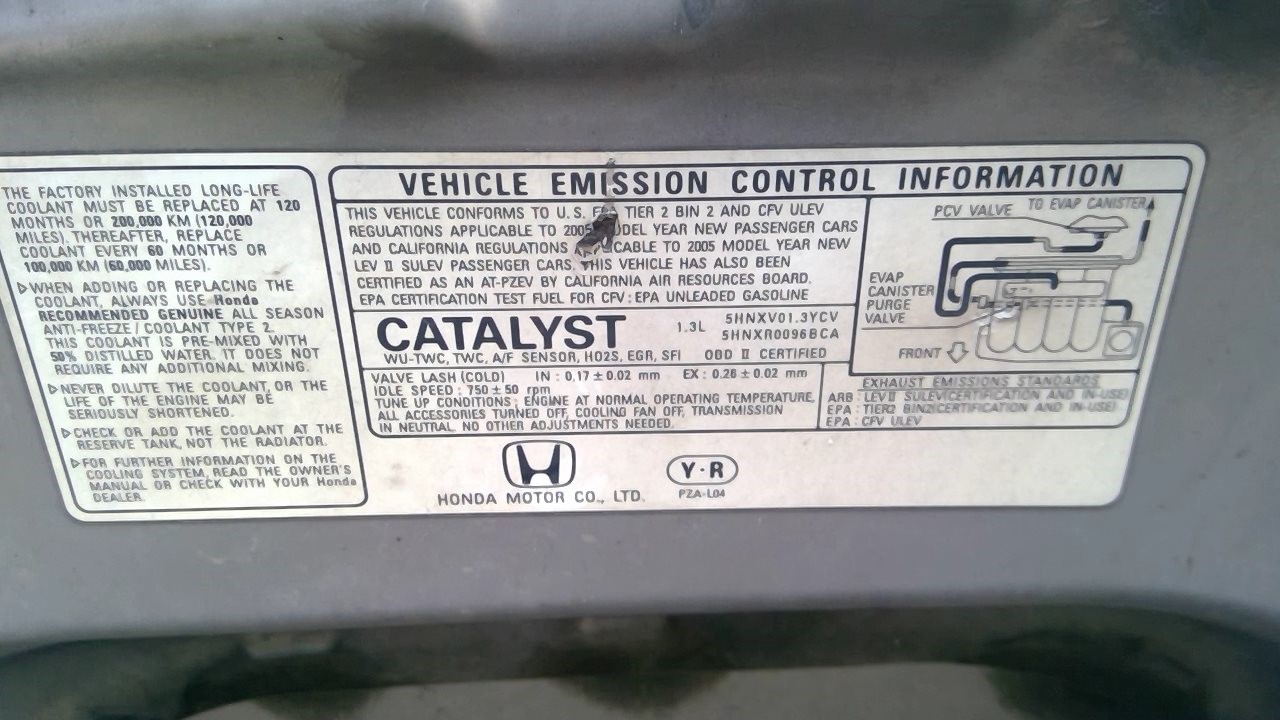 THE FACTORY INSTALLED LONG-LIFE
COOLANT MUST BE REPLACED AT 120
MONTHS OR 200,000 KM (120,000
MILES). THEREAFTER, REPLACE
COOLANT EVERY 60 MONTHS OR
100,000 KM (60,000 MILES).
▷WHEN ADDING OR REPLACING THE
COOLANT, ALWAYS USE Honda
RECOMMENDED GENUINE ALL SEASON
ANTI-FREEZE / COOLANT TYPE 2.
THIS COOLANT IS PRE-MIXED WITH
50% DISTILLED WATER. IT DOES NOT
REQUIRE ANY ADDITIONAL MIXING.
▷NEVER DILUTE THE COOLANT, OR THE
LIFE OF THE ENGINE MAY BE
SERIOUSLY SHORTENED.
▷CHECK OR ADD THE COOLANT AT THE
RESERVE TANK, NOT THE RADIATOR.
▷FOR FURTHER INFORMATION ON THE
COOLING SYSTEM, READ THE OWNER'S
MANUAL OR CHECK WITH YOUR Honda
DEALER.
VEHICLE EMISSION CONTROL INFORMATION
THIS VEHICLE CONFORMS TO U.S. TIER 2 BIN 2 AND CFV ULEV
REGULATIONS APPLICABLE TO 2005 YEAR NEW PASSENGER CARS
AND CALIFORNIA REGULATIONS TO 2005 MODEL YEAR NEW
LEV II SULEV PASSENGER CARS. THIS VEHICLE HAS ALSO BEEN
CERTIFIED AS AN AT-PZEV BY CALIFORNIA AIR RESOURCES BOARD.
EPA CERTIFICATION TEST FUEL FOR CFV : EPA UNLEADED GASOLINE
CATALYST
1.3L
5HNXV01.3YCV
5HNXR0096BCA
WU-TWC, TWC, A/F SENSOR, HO2S, EGR, SFI OBD II CERTIFIED
VALVE LASH (COLD) IN : 0.17 ± 0.02 mm EX : 0.26 ± 0.02 mm
IDLE SPEED : 750 ± 50 rpm
TUNE UP CONDITIONS : ENGINE AT NORMAL OPERATING TEMPERATURE,
ALL ACCESSORIES TURNED OFF, COOLING FAN OFF, TRANSMISSION
IN NEUTRAL. NO OTHER ADJUSTMENTS NEEDED.
PCV VALVE
TO EVAP CANISTER
EVAP
CANISTER
PURGE
VALVE
FRONT
EXHAUST EMISSIONS STANDARDS
ARB : LEV II SULEV(CERTIFICATION AND IN-USE)
EPA : TIER2 BIN2(CERTIFICATION AND IN-USE)
EPA : CFV ULEV
HONDA MOTOR CO., LTD.
Y·R
PZA-L04